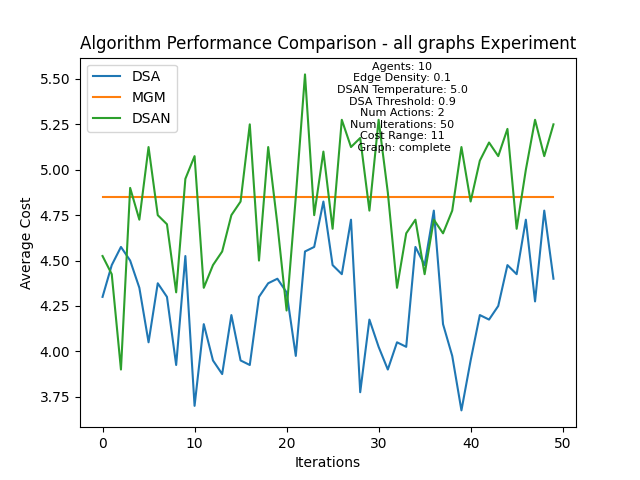 Algorithm Performance Comparison - all graphs Experiment
DSA
MGM
DSAN
Agents: 10
Edge Density: 0.1
DSAN Temperature: 5.0
DSA Threshold: 0.9
Num Actions: 2
Num Iterations: 50
Cost Range: 11
Graph: complete
Average Cost
5.50
5.25
5.00
4.75
4.50
4.25
4.00
3.75
0 10 20 30 40 50
Iterations